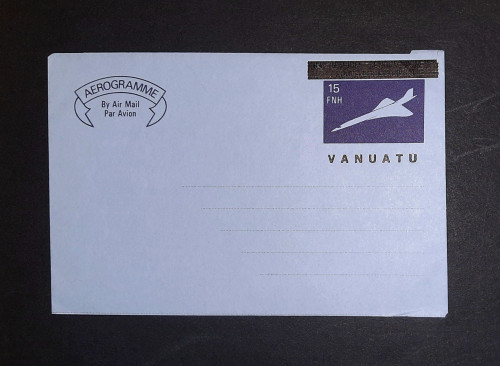 AEROGRAMME
By Air Mail
Par Avion
15
FNH
VANUATU